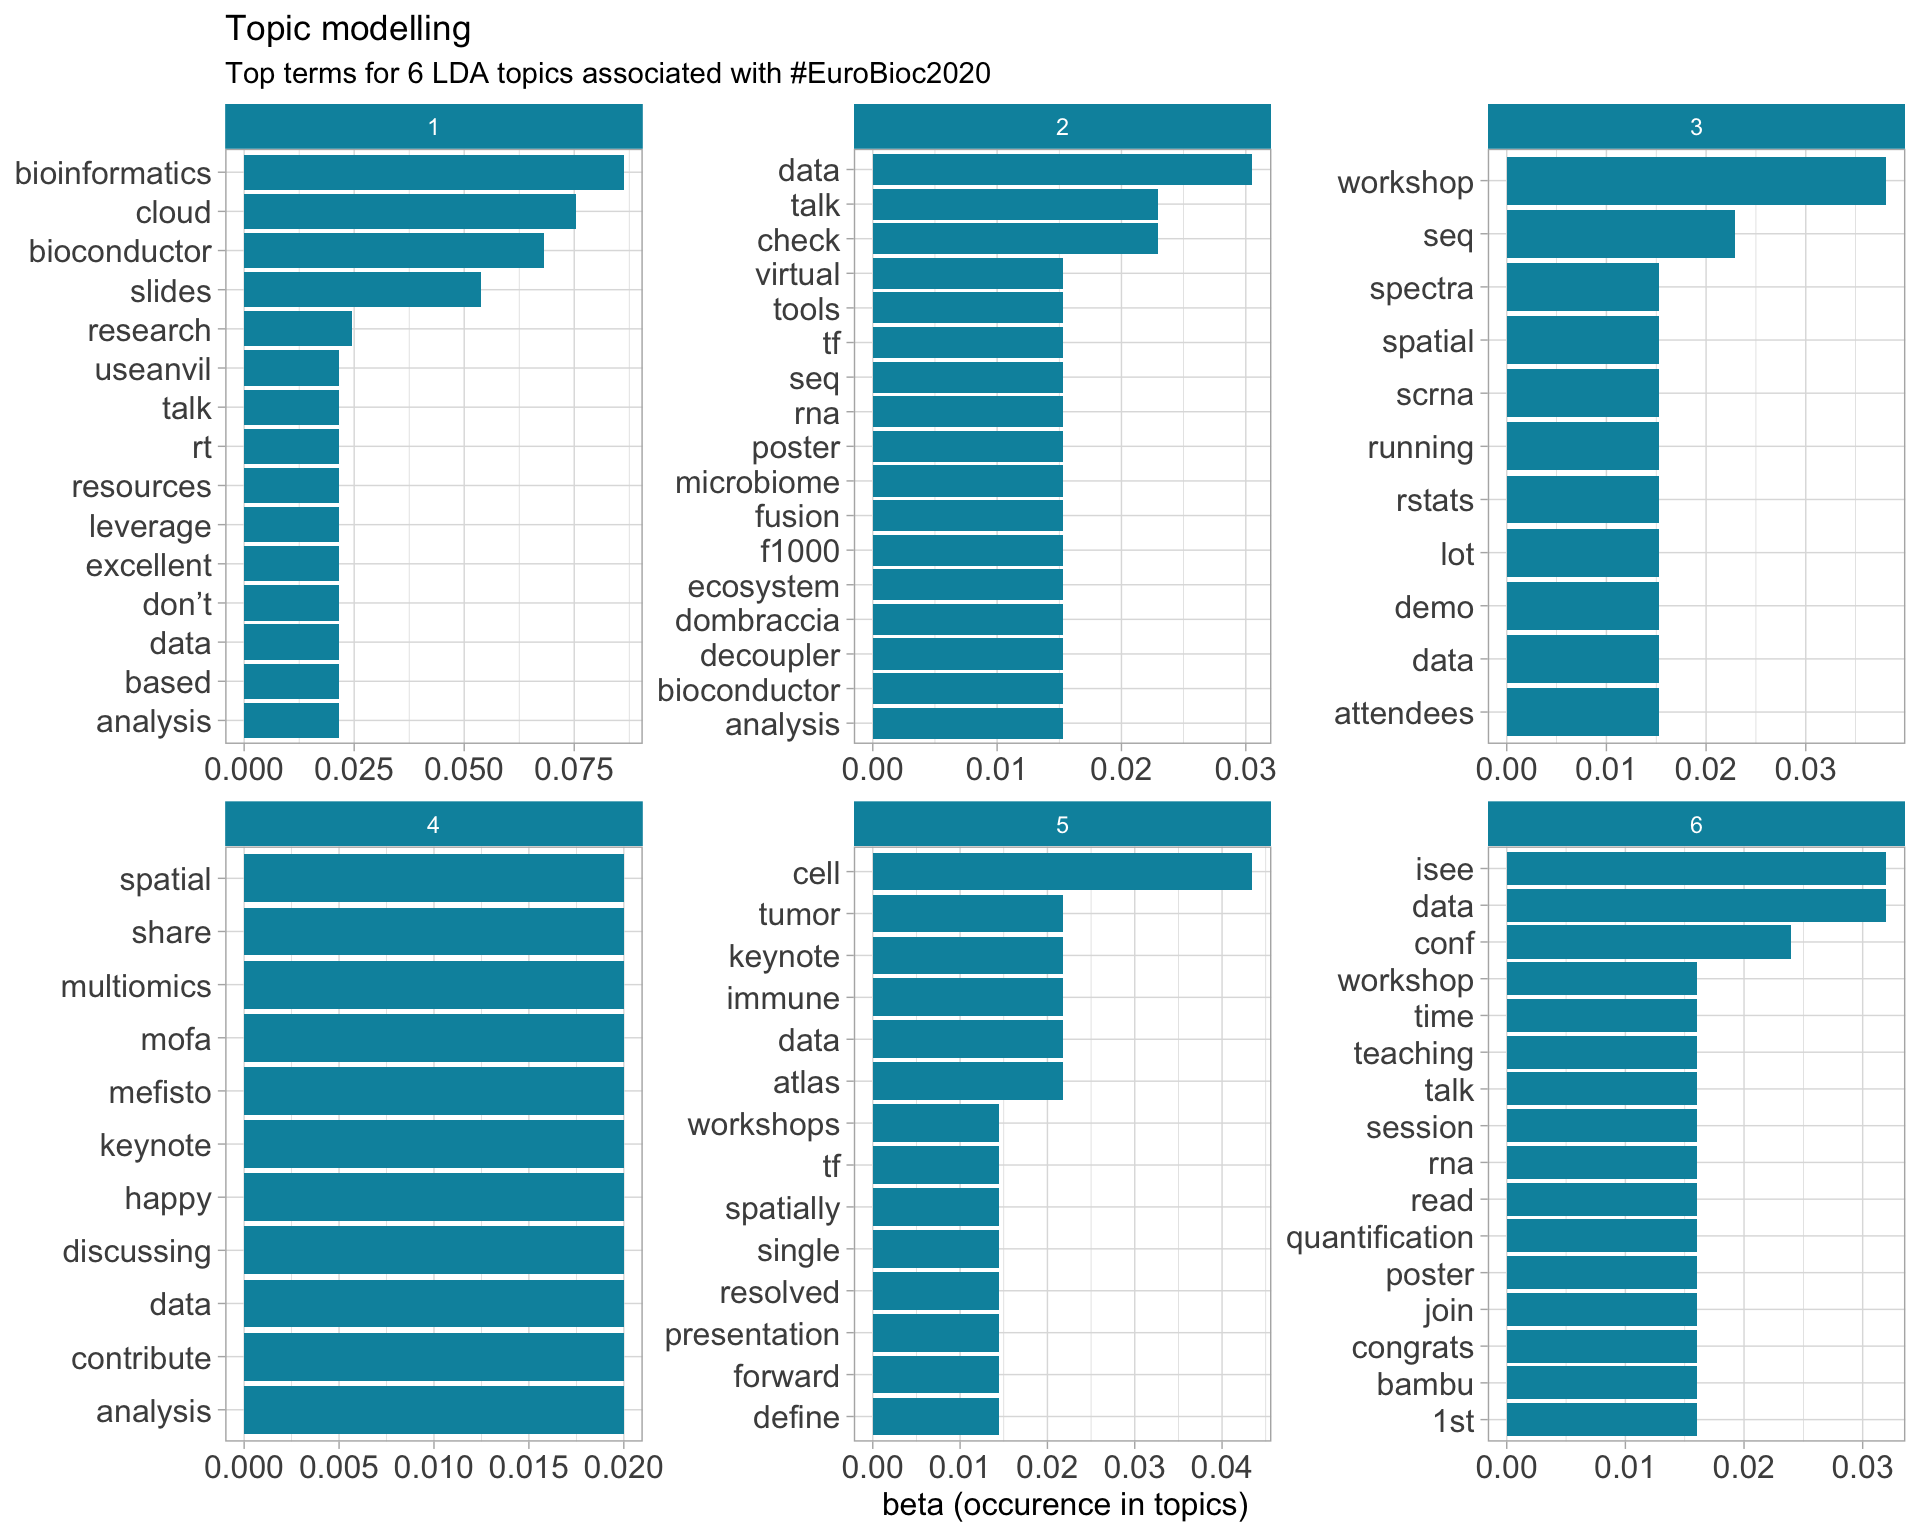 Topic modelling
Top terms for 6 LDA topics associated with #EuroBioc2020
1
bioinformatics
cloud
bioconductor
slides
research
useanvil
talk
rt
resources
leverage
excellent
don’t
data
based
analysis
0.000 0.025 0.050 0.075
2
data
talk
check
virtual
tools
tf
seq
rna
poster
microbiome
fusion
f1000
ecosystem
dombraccia
decoupler
bioconductor
analysis
0.00 0.01 0.02 0.03
3
workshop
seq
spectra
spatial
scrna
running
rstats
lot
demo
data
attendees
0.00 0.01 0.02 0.03
4
spatial
share
multiomics
mofa
mefisto
keynote
happy
discussing
data
contribute
analysis
0.000 0.005 0.010 0.015 0.020
5
cell
tumor
keynote
immune
data
atlas
workshops
tf
spatially
single
resolved
presentation
forward
define
0.00 0.01 0.02 0.03 0.04
6
isee
data
conf
workshop
time
teaching
talk
session
rna
read
quantification
poster
join
congrats
bambu
1st
0.00 0.01 0.02 0.03
beta (occurence in topics)